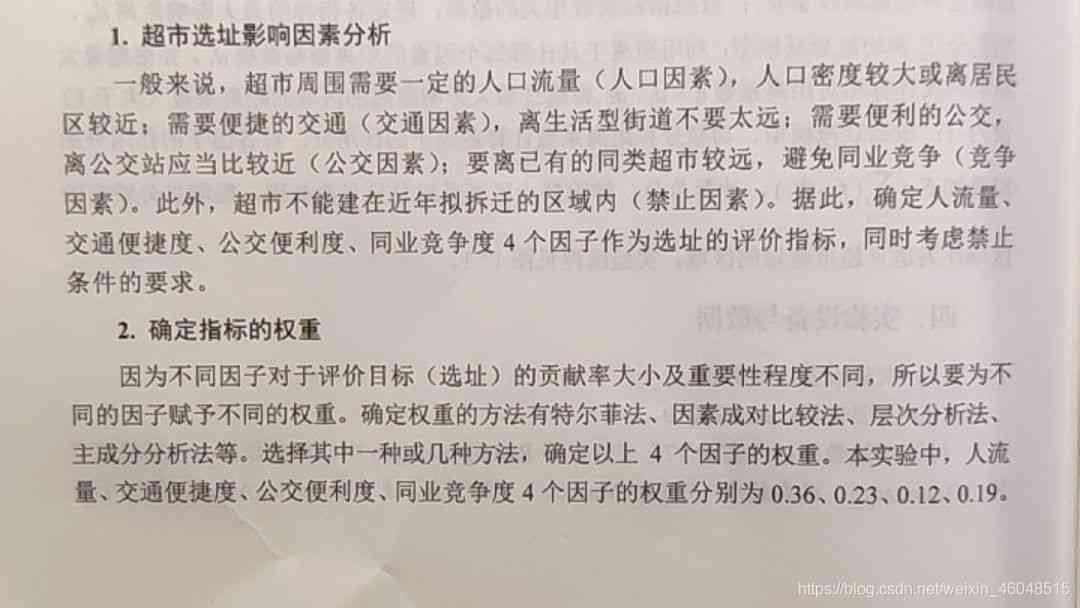 1. 超市选址影响因素分析
一般来说，超市周围需要一定的人口流量（人口因素），人口密度较大或离居民
区较近；需要便捷的交通（交通因素），离生活型街道不要太远；需要便利的公交，
离公交站应当比较近（公交因素）；要离已有的同类超市较远，避免同业竞争（竞争
因素）。此外，超市不能建在近年拟拆迁的区域内（禁止因素）。据此，确定人流量、
交通便捷度、公交便利度、同业竞争度 4 个因子作为选址的评价指标，同时考虑禁止
条件的要求。
2. 确定指标的权重
因为不同因子对于评价目标（选址）的贡献率大小及重要性程度不同，所以要为不
同的因子赋予不同的权重。确定权重的方法有特尔菲法、因素成对比较法、层次分析法、
主成分分析法等。选择其中一种或几种方法，确定以上 4 个因子的权重。本实验中，人流
量、交通便捷度、公交便利度、同业竞争度 4 个因子的权重分别为 0.36、0.23、0.12、0.19。
https://blog.csdn.net/weixin_46048515